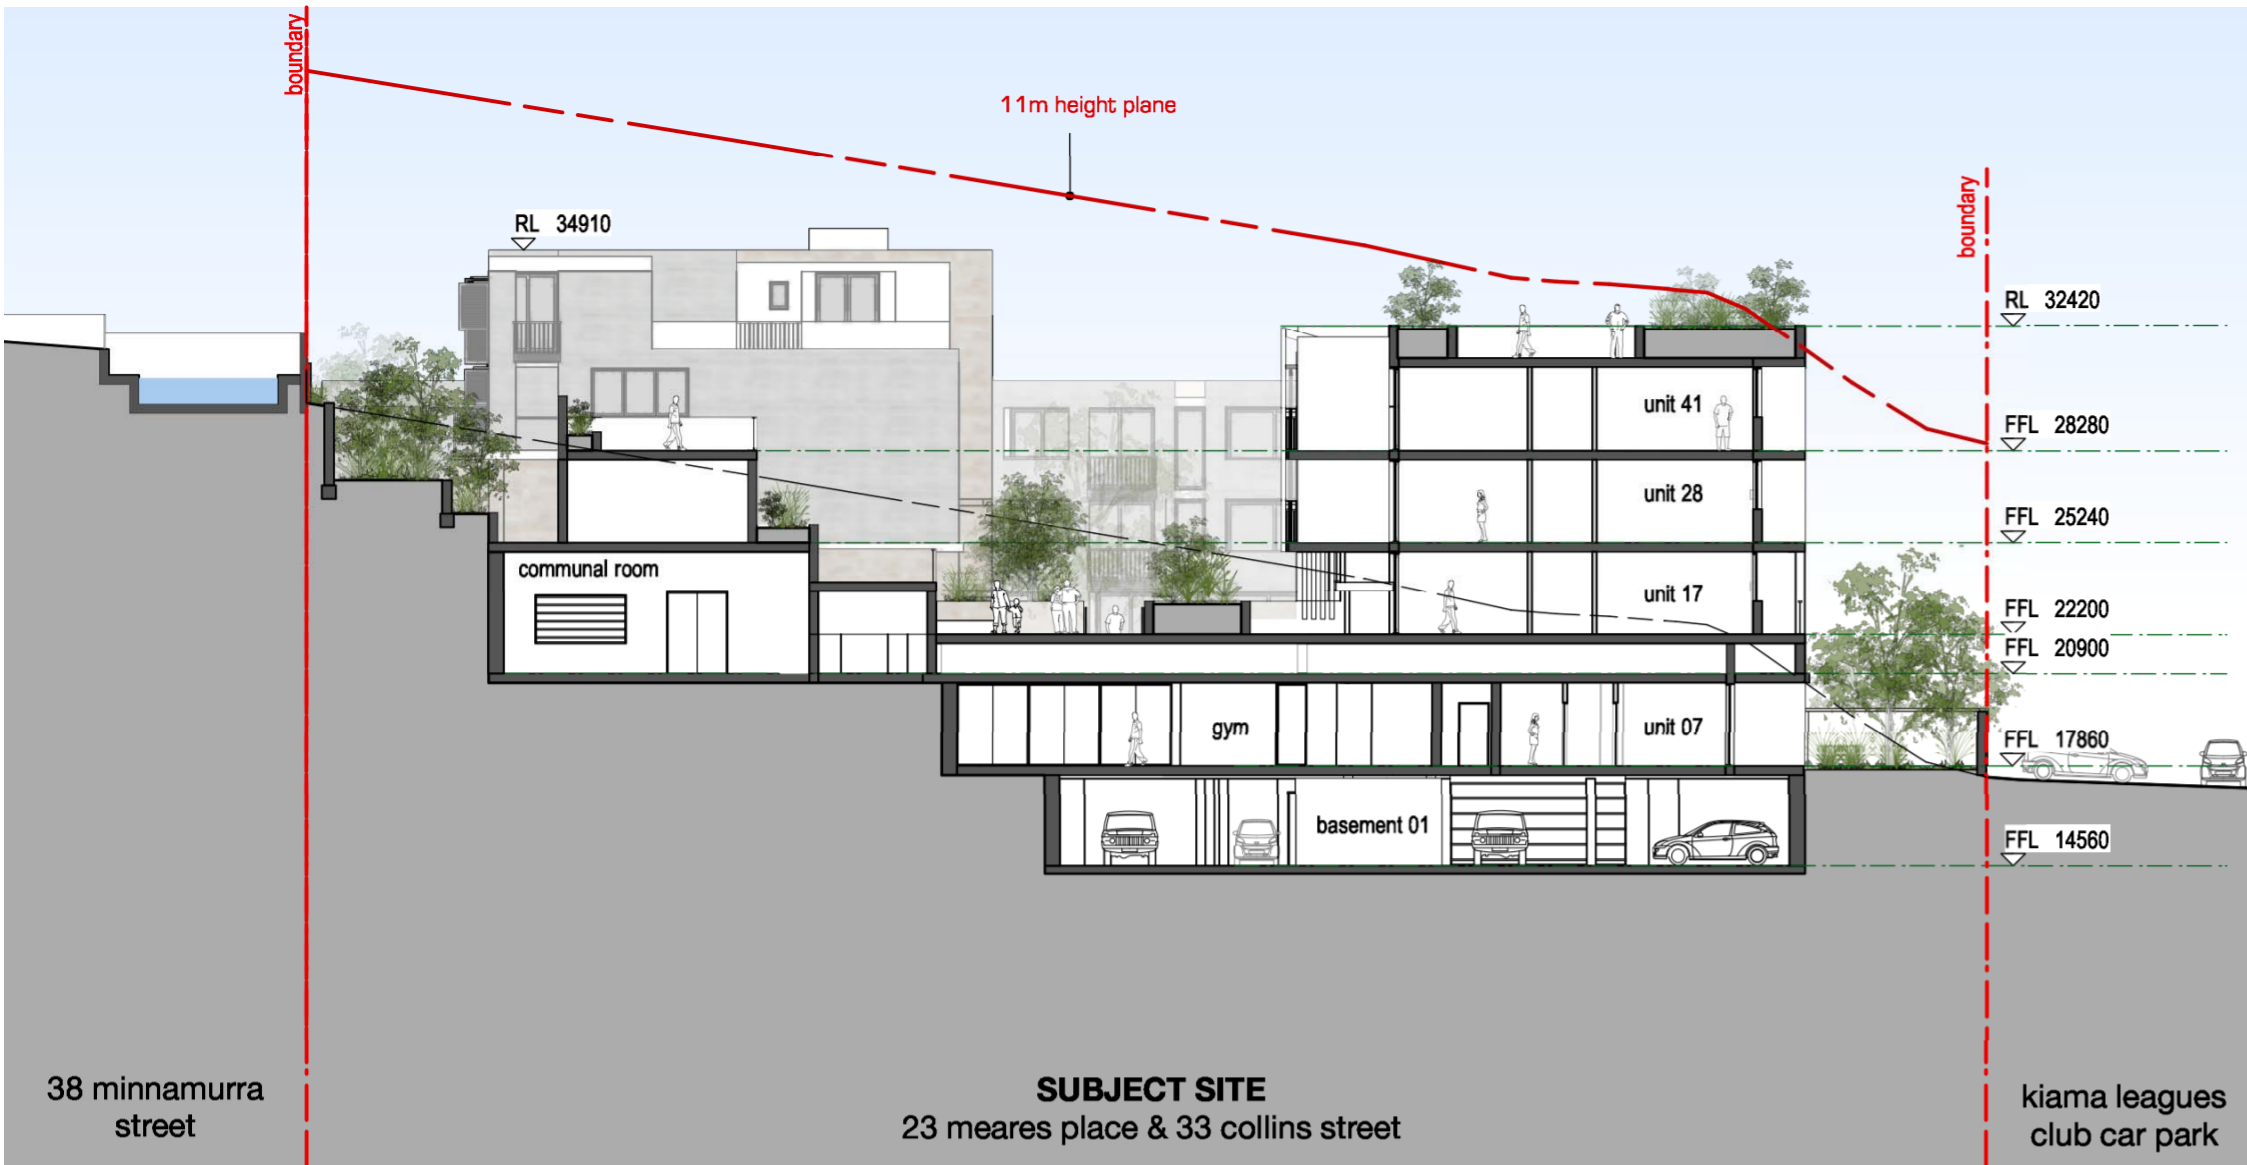 boundary
11m height plane
boundary
RL 34910
RL 32420
unit 41
FFL 28280
unit 28
FFL 25240
communal room
unit 17
FFL 22200
FFL 20900
gym
unit 07
FFL 17860
basement 01
FFL 14560
38 minnamurra
street
SUBJECT SITE
23 meares place & 33 collins street
kiama leagues
club car park